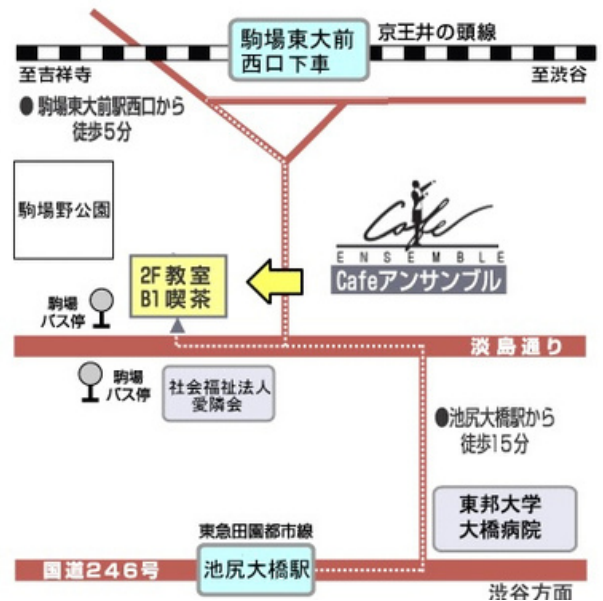 駒場東大前
西口下車
京王井の頭線
至吉祥寺
至渋谷
● 駒場東大前駅西口から
徒歩5分
駒場野公園
Cafe
ENSEMBLE
Cafeアンサンブル
2F 教室
B1 喫茶
駒場
バス停
淡島通り
駒場
バス停
社会福祉法人
愛隣会
●池尻大橋駅から
徒歩15分
東邦大学
大橋病院
東急田園都市線
国道246号
池尻大橋駅
渋谷方面